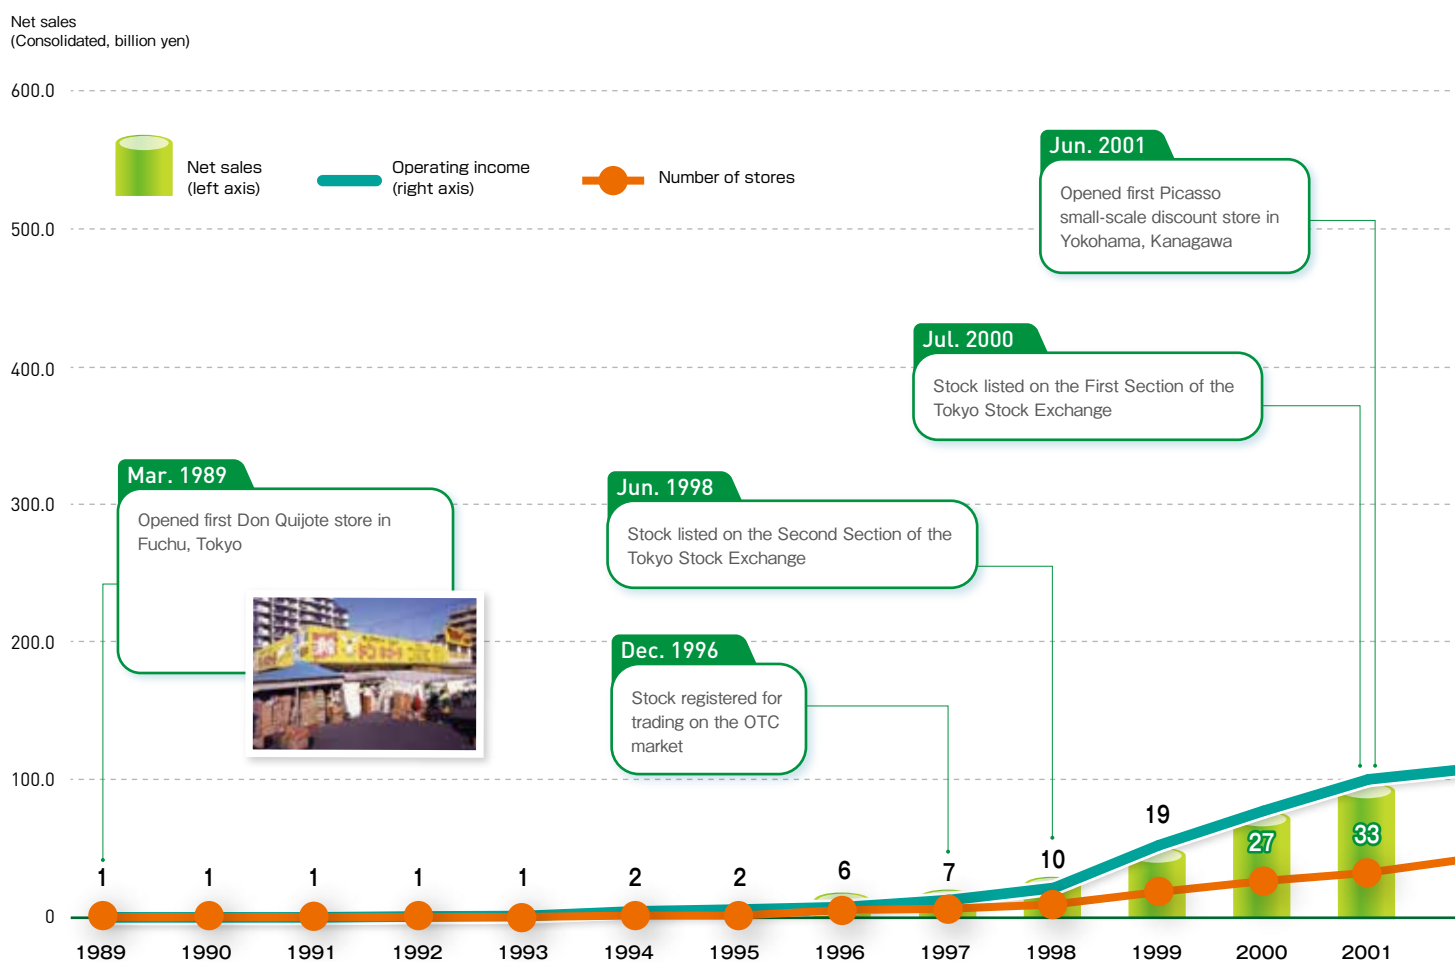 Net sales
(Consolidated, billion yen)
600.0
500.0
400.0
300.0
200.0
100.0
0
Net sales
(left axis)
Operating income
(right axis)
Number of stores
Jun. 2001
Opened first Picasso
small-scale discount store in
Yokohama, Kanagawa
Jul. 2000
Stock listed on the First Section of the
Tokyo Stock Exchange
Mar. 1989
Opened first Don Quijote store in
Fuchu, Tokyo
Jun. 1998
Stock listed on the Second Section of the
Tokyo Stock Exchange
Dec. 1996
Stock registered for
trading on the OTC
market
1 1 1 1 1 2 2 6 7 10 19 27 33
1989 1990 1991 1992 1993 1994 1995 1996 1997 1998 1999 2000 2001